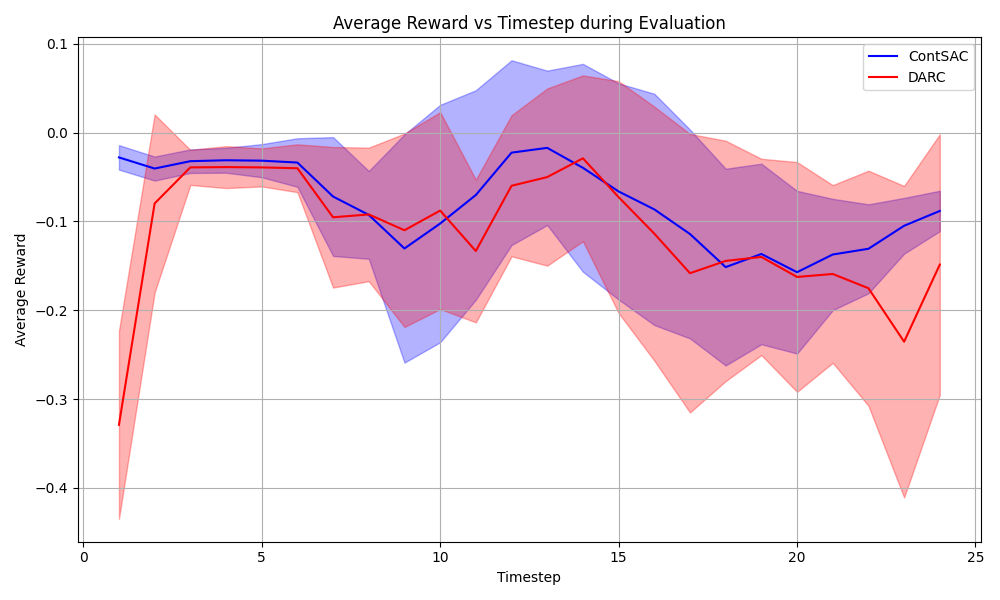 Average Reward vs Timestep during Evaluation
ContSAC
DARC
Average Reward
0.1
0.0
−0.1
−0.2
−0.3
−0.4
0 5 10 15 20 25
Timestep